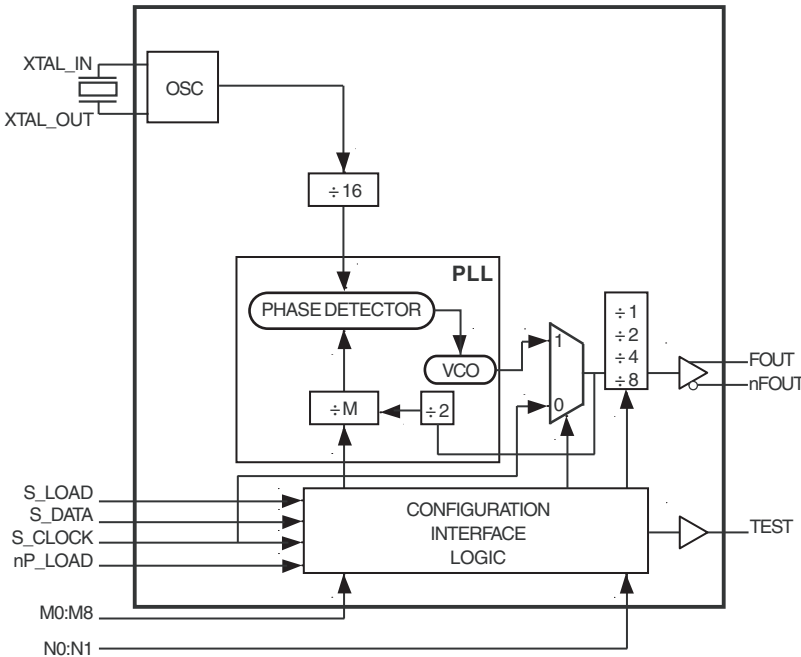 XTAL_IN
OSC
XTAL_OUT
÷16
PLL
PHASE DETECTOR
÷1
÷2
÷4
÷8
1
VCO
FOUT
nFOUT
÷M
÷2
0
S_LOAD
S_DATA
S_CLOCK
nP_LOAD
CONFIGURATION
INTERFACE
LOGIC
TEST
M0:M8
N0:N1